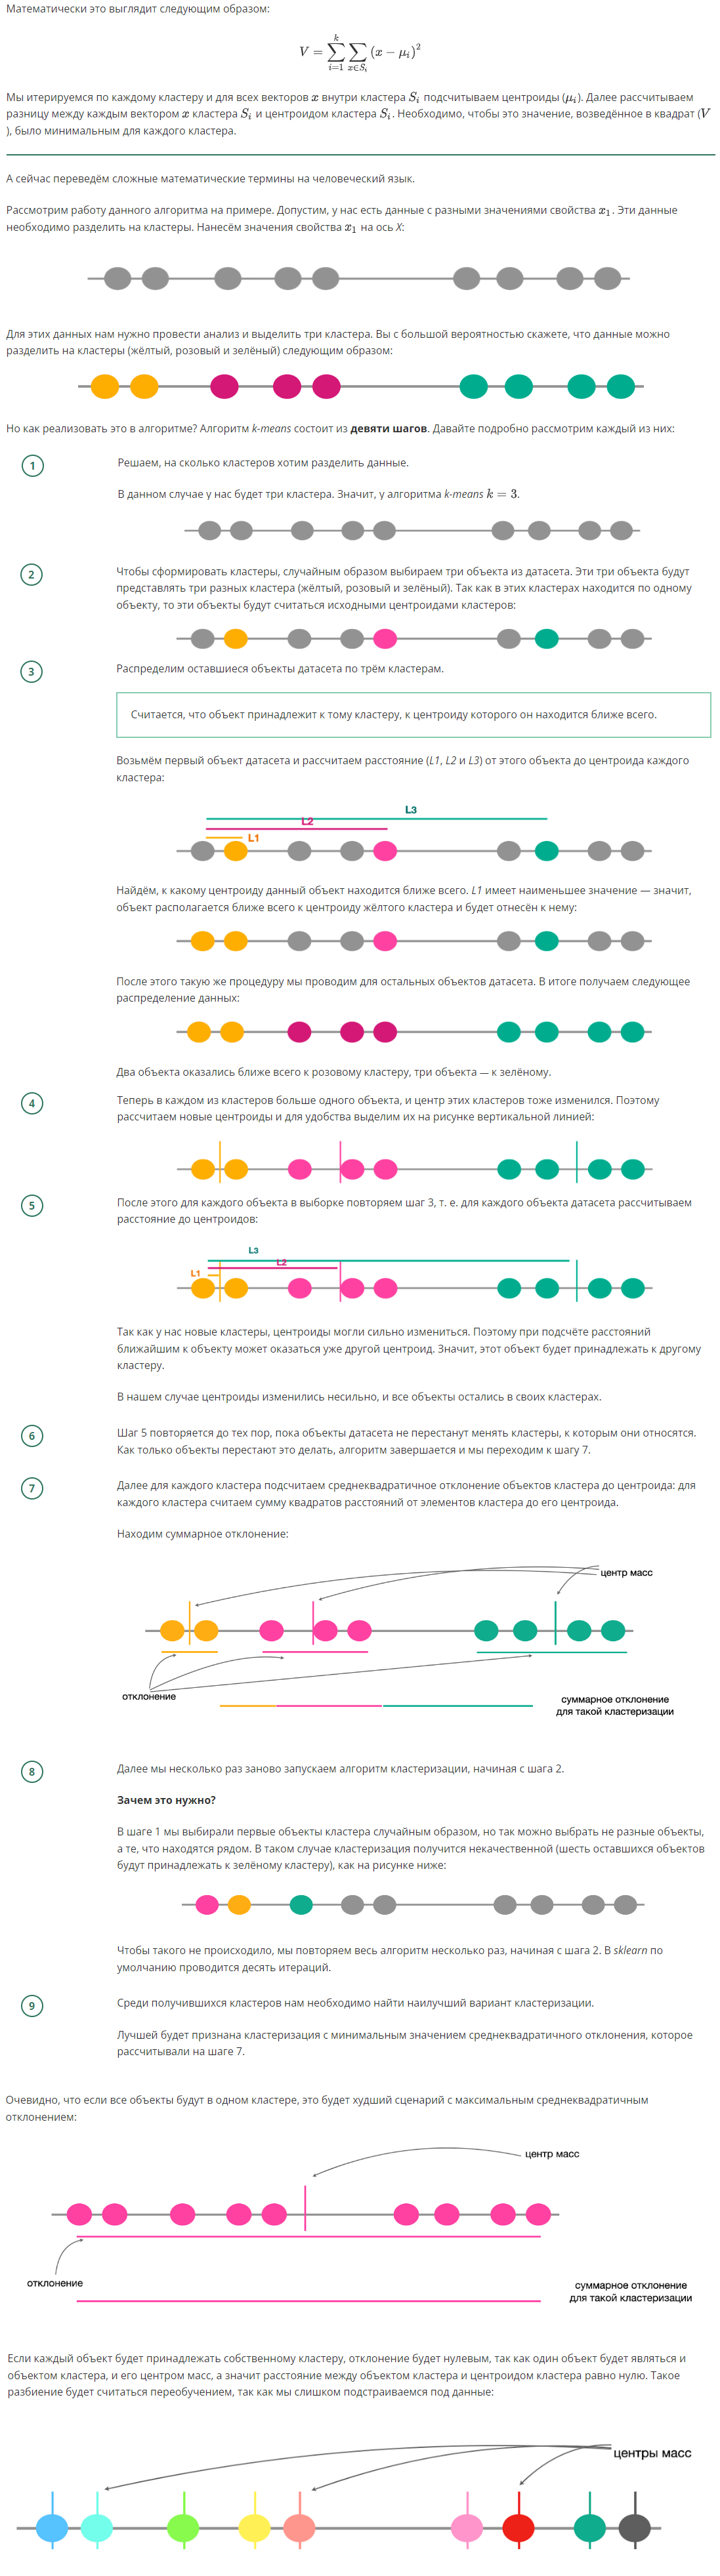 Математически это выглядит следующим образом:
V = ∑_{i=1}^{k} ∑_{x∈S_i} (x − μ_i)²
Мы итерируемся по каждому кластеру и для всех векторов x внутри кластера S_i подсчитываем центроиды (μ_i). Далее рассчитываем
разницу между каждым вектором x кластера S_i и центроидом кластера S_i. Необходимо, чтобы это значение, возведённое в квадрат (V
), было минимальным для каждого кластера.
А сейчас переведём сложные математические термины на человеческий язык.
Рассмотрим работу данного алгоритма на примере. Допустим, у нас есть данные с разными значениями свойства x₁. Эти данные
необходимо разделить на кластеры. Нанесём значения свойства x₁ на ось X:
Для этих данных нам нужно провести анализ и выделить три кластера. Вы с большой вероятностью скажете, что данные можно
разделить на кластеры (жёлтый, розовый и зелёный) следующим образом:
Но как реализовать это в алгоритме? Алгоритм k-means состоит из девяти шагов. Давайте подробно рассмотрим каждый из них:
1
Решаем, на сколько кластеров хотим разделить данные.
В данном случае у нас будет три кластера. Значит, у алгоритма k-means k = 3.
2
Чтобы сформировать кластеры, случайным образом выбираем три объекта из датасета. Эти три объекта будут
представлять три разных кластера (жёлтый, розовый и зелёный). Так как в этих кластерах находится по одному
объекту, то эти объекты будут считаться исходными центроидами кластеров:
3
Распределим оставшиеся объекты датасета по трём кластерам.
Считается, что объект принадлежит к тому кластеру, к центроиду которого он находится ближе всего.
Возьмём первый объект датасета и рассчитаем расстояние (L1, L2 и L3) от этого объекта до центроида каждого
кластера:
L3
L2
L1
Найдём, к какому центроиду данный объект находится ближе всего. L1 имеет наименьшее значение — значит,
объект располагается ближе всего к центроиду жёлтого кластера и будет отнесён к нему:
После этого такую же процедуру мы проводим для остальных объектов датасета. В итоге получаем следующее
распределение данных:
Два объекта оказались ближе всего к розовому кластеру, три объекта — к зелёному.
4
Теперь в каждом из кластеров больше одного объекта, и центр этих кластеров тоже изменился. Поэтому
рассчитаем новые центроиды и для удобства выделим их на рисунке вертикальной линией:
5
После этого для каждого объекта в выборке повторяем шаг 3, т. е. для каждого объекта датасета рассчитываем
расстояние до центроидов:
L3
L2
L1
Так как у нас новые кластеры, центроиды могли сильно измениться. Поэтому при подсчёте расстояний
ближайшим к объекту может оказаться уже другой центроид. Значит, этот объект будет принадлежать к другому
кластеру.
В нашем случае центроиды изменились несильно, и все объекты остались в своих кластерах.
6
Шаг 5 повторяется до тех пор, пока объекты датасета не перестанут менять кластеры, к которым они относятся.
Как только объекты перестают это делать, алгоритм завершается и мы переходим к шагу 7.
7
Далее для каждого кластера подсчитаем среднеквадратичное отклонение объектов кластера до центроида: для
каждого кластера считаем сумму квадратов расстояний от элементов кластера до его центроида.
Находим суммарное отклонение:
центр масс
отклонение
суммарное отклонение
для такой кластеризации
8
Далее мы несколько раз заново запускаем алгоритм кластеризации, начиная с шага 2.
Зачем это нужно?
В шаге 1 мы выбирали первые объекты кластера случайным образом, но так можно выбрать не разные объекты,
а те, что находятся рядом. В таком случае кластеризация получится некачественной (шесть оставшихся объектов
будут принадлежать к зелёному кластеру), как на рисунке ниже:
Чтобы такого не происходило, мы повторяем весь алгоритм несколько раз, начиная с шага 2. В sklearn по
умолчанию проводится десять итераций.
9
Среди получившихся кластеров нам необходимо найти наилучший вариант кластеризации.
Лучшей будет признана кластеризация с минимальным значением среднеквадратичного отклонения, которое
рассчитывали на шаге 7.
Очевидно, что если все объекты будут в одном кластере, это будет худший сценарий с максимальным среднеквадратичным
отклонением:
центр масс
отклонение
суммарное отклонение
для такой кластеризации
Если каждый объект будет принадлежать собственному кластеру, отклонение будет нулевым, так как один объект будет являться и
объектом кластера, и его центром масс, а значит расстояние между объектом кластера и центроидом кластера равно нулю. Такое
разбиение будет считаться переобучением, так как мы слишком подстраиваемся под данные:
центры масс